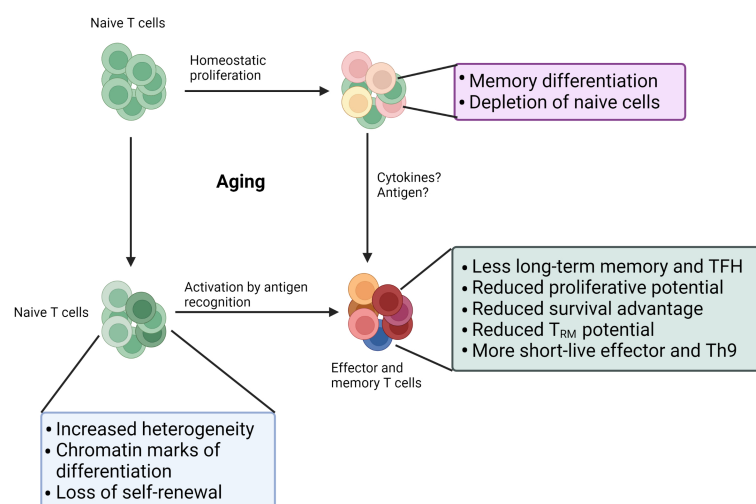 Naive T cells
Homeostatic
proliferation
• Memory differentiation
• Depletion of naive cells
Aging
Cytokines?
Antigen?
Naive T cells
Activation by antigen
recognition
Effector and
memory T cells
• Less long-term memory and TFH
• Reduced proliferative potential
• Reduced survival advantage
• Reduced TRM potential
• More short-live effector and Th9
• Increased heterogeneity
• Chromatin marks of
differentiation
• Loss of self-renewal